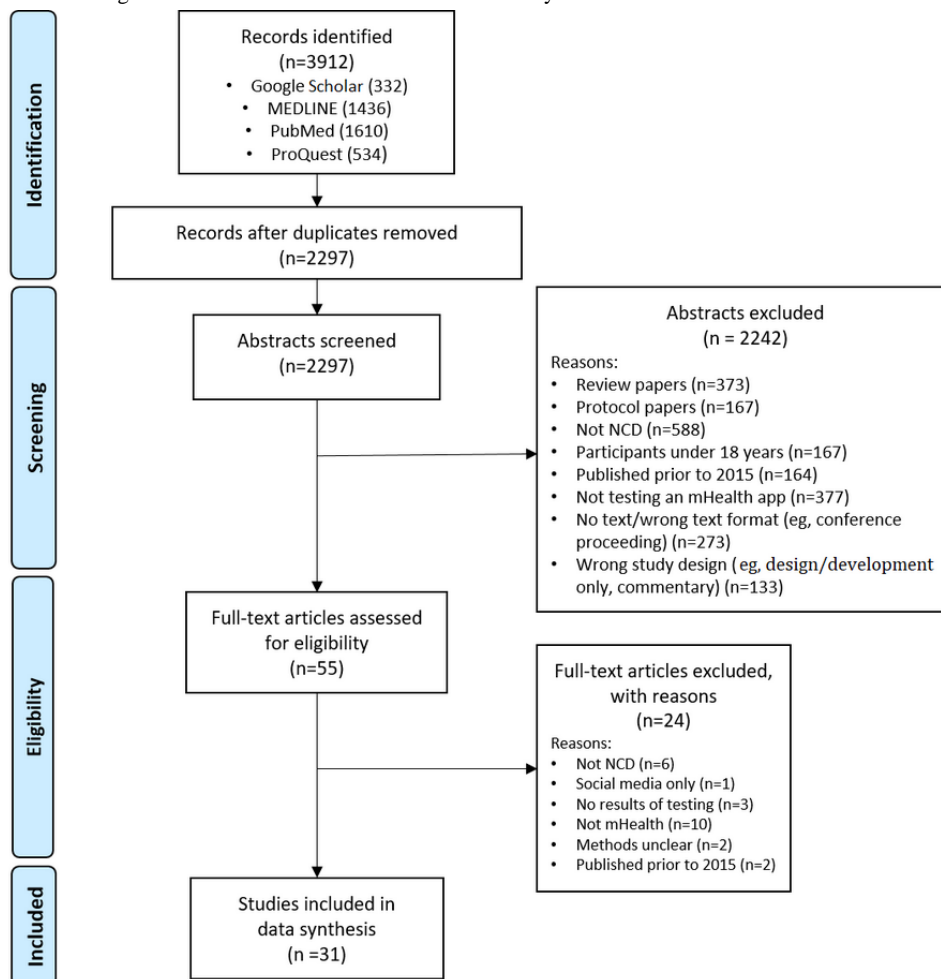 Identification
Records identified
(n=3912)
• Google Scholar (332)
• MEDLINE (1436)
• PubMed (1610)
• ProQuest (534)
Records after duplicates removed
(n=2297)
Screening
Abstracts screened
(n=2297)
Abstracts excluded
(n = 2242)
Reasons:
• Review papers (n=373)
• Protocol papers (n=167)
• Not NCD (n=588)
• Participants under 18 years (n=167)
• Published prior to 2015 (n=164)
• Not testing an mHealth app (n=377)
• No text/wrong text format (eg, conference
proceeding) (n=273)
• Wrong study design (eg, design/development
only, commentary) (n=133)
Eligibility
Full-text articles assessed
for eligibility
(n=55)
Full-text articles excluded,
with reasons
(n=24)
Reasons:
• Not NCD (n=6)
• Social media only (n=1)
• No results of testing (n=3)
• Not mHealth (n=10)
• Methods unclear (n=2)
• Published prior to 2015 (n=2)
Included
Studies included in
data synthesis
(n =31)